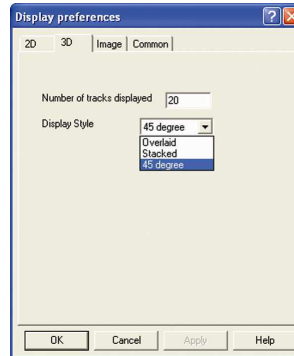 Display preferences
2D 3D Image Common
Number of tracks displayed 20
Display Style 45 degree
Overlaid
Stacked
45 degree
OK Cancel Apply Help